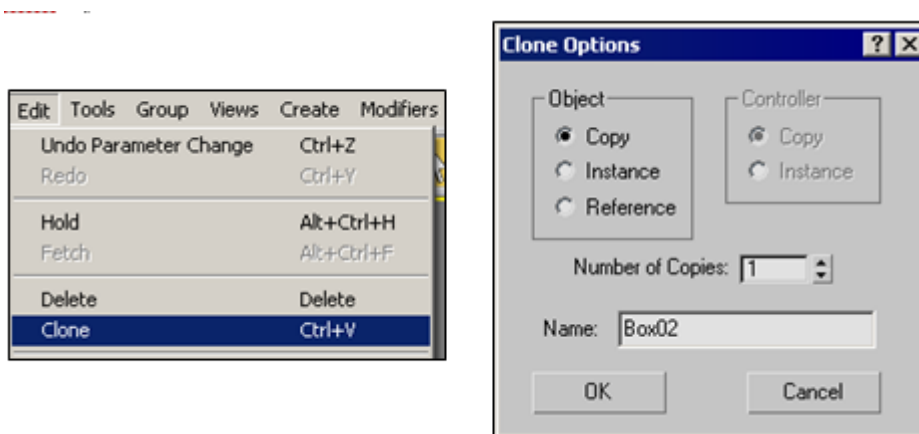 Edit Tools Group Views Create Modifiers
Undo Parameter Change Ctrl+Z
Redo Ctrl+Y
Hold Alt+Ctrl+H
Fetch Alt+Ctrl+F
Delete Delete
Clone Ctrl+V
Clone Options
Object Controller
Copy Copy
Instance Instance
Reference
Number of Copies: 1
Name: Box02
OK Cancel